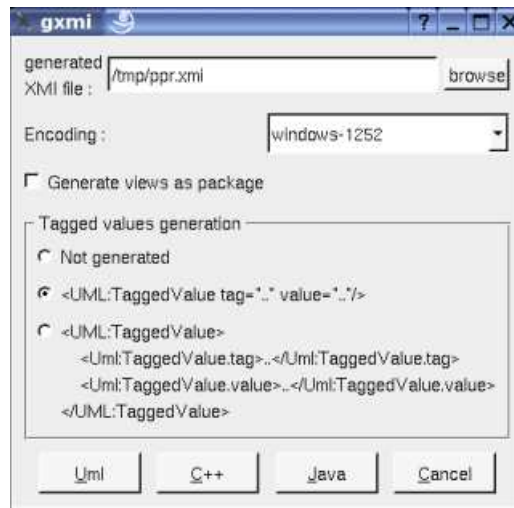 gxmi
generated
XMI file :
/tmp/ppr.xmi
browse
Encoding :
windows-1252
Generate views as package
Tagged values generation
Not generated
<UML:TaggedValue tag=".." value=".."/>
<UML:TaggedValue>
<Uml:TaggedValue.tag>..</Uml:TaggedValue.tag>
<Uml:TaggedValue.value>..</Uml:TaggedValue.value>
</UML:TaggedValue>
Uml
C++
Java
Cancel